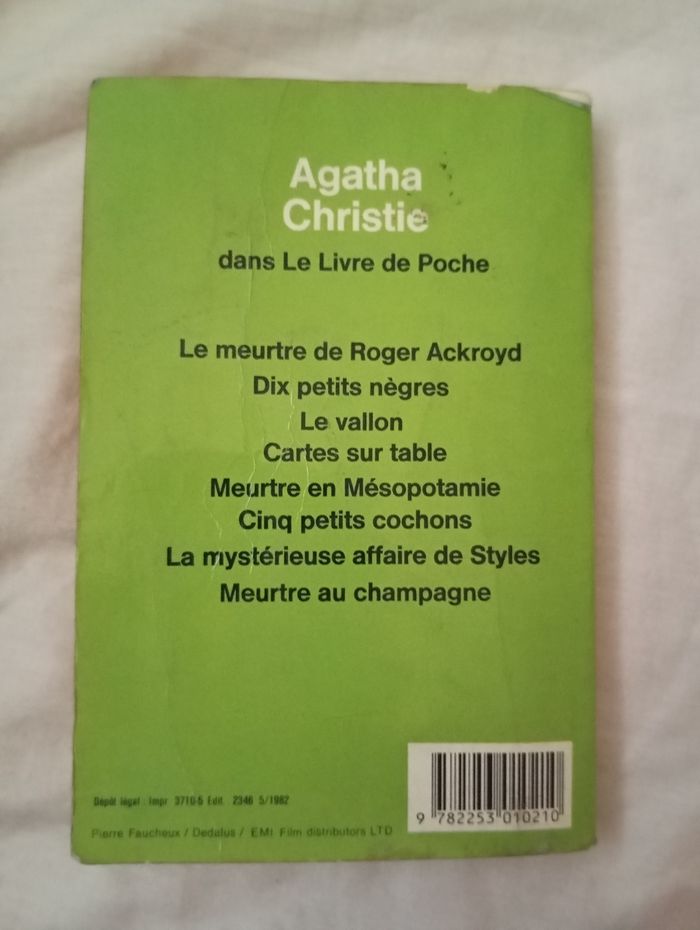 Agatha
Christie
dans Le Livre de Poche
Le meurtre de Roger Ackroyd
Dix petits nègres
Le vallon
Cartes sur table
Meurtre en Mésopotamie
Cinq petits cochons
La mystérieuse affaire de Styles
Meurtre au champagne
Dépôt légal : Impr 3710-5 Edit. 2346 5/1982
Pierre Faucheux / Dedalus / EMI Film distributors LTD
9 782253 010210